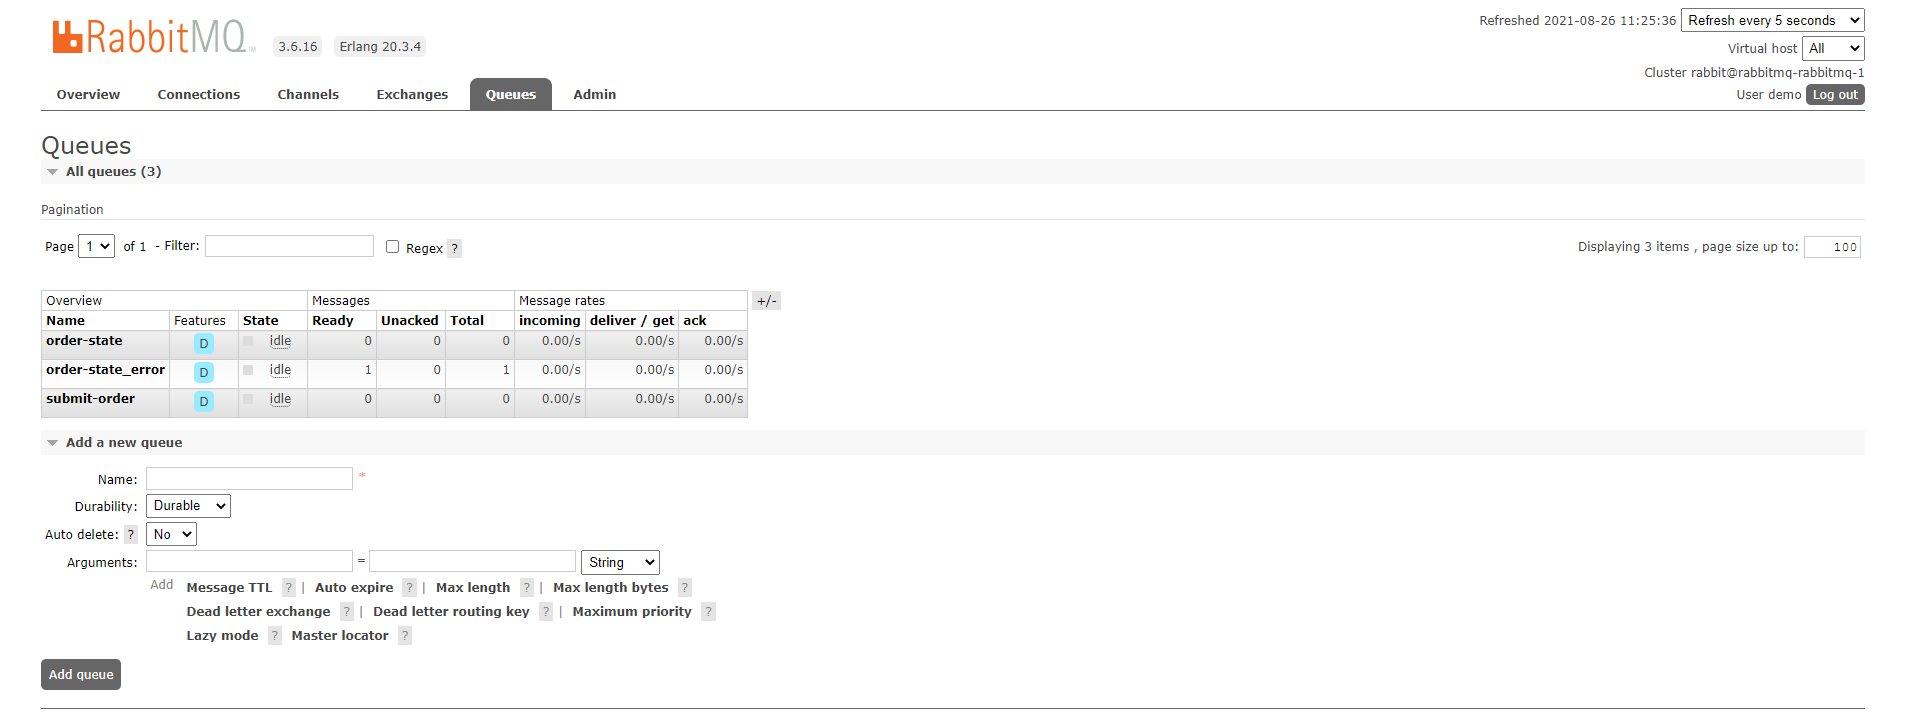 RabbitMQ TM 3.6.16 Erlang 20.3.4
Refreshed 2021-08-26 11:25:36 Refresh every 5 seconds
Virtual host All
Cluster rabbit@rabbitmq-rabbitmq-1
User demo Log out
Overview Connections Channels Exchanges Queues Admin
Queues
All queues (3)
Pagination
Page 1 of 1 - Filter: Regex ? Displaying 3 items , page size up to: 100
Overview Messages Message rates +/-
Name Features State Ready Unacked Total incoming deliver / get ack
order-state D idle 0 0 0 0.00/s 0.00/s 0.00/s
order-state_error D idle 1 0 1 0.00/s 0.00/s 0.00/s
submit-order D idle 0 0 0 0.00/s 0.00/s 0.00/s
Add a new queue
Name: *
Durability: Durable
Auto delete: ? No
Arguments: = String
Add Message TTL ? | Auto expire ? | Max length ? | Max length bytes ?
Dead letter exchange ? | Dead letter routing key ? | Maximum priority ?
Lazy mode ? Master locator ?
Add queue